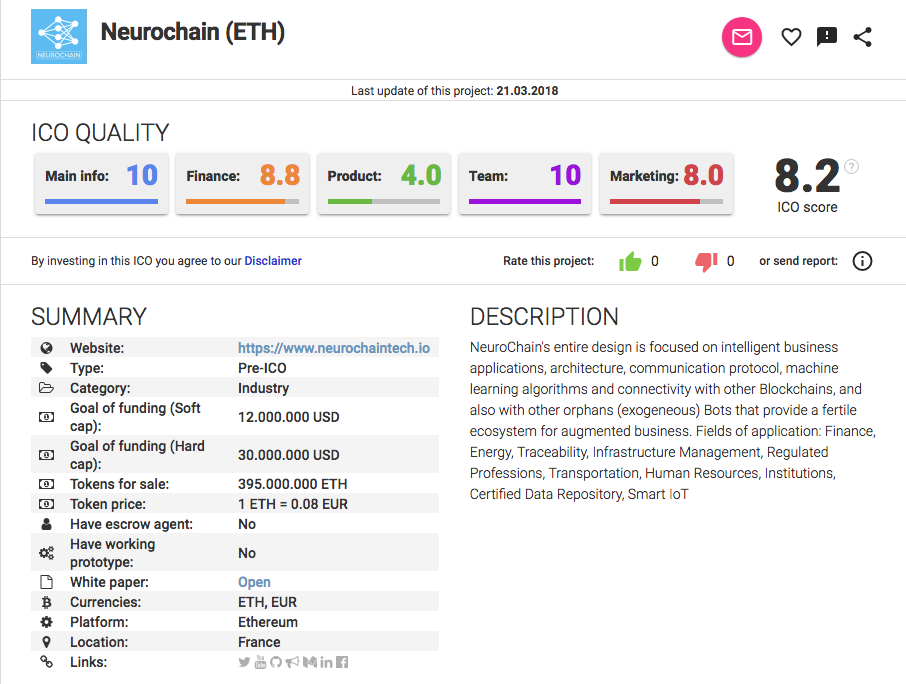 NEUROCHAIN
Neurochain (ETH)
Last update of this project: 21.03.2018
ICO QUALITY
Main info: 10
Finance: 8.8
Product: 4.0
Team: 10
Marketing: 8.0
8.2 ?
ICO score
By investing in this ICO you agree to our Disclaimer
Rate this project: 0 0 or send report:
SUMMARY
Website: https://www.neurochaintech.io
Type: Pre-ICO
Category: Industry
Goal of funding (Soft
cap): 12.000.000 USD
Goal of funding (Hard
cap): 30.000.000 USD
Tokens for sale: 395.000.000 ETH
Token price: 1 ETH = 0.08 EUR
Have escrow agent: No
Have working
prototype: No
White paper: Open
Currencies: ETH, EUR
Platform: Ethereum
Location: France
Links:
DESCRIPTION
NeuroChain's entire design is focused on intelligent business
applications, architecture, communication protocol, machine
learning algorithms and connectivity with other Blockchains, and
also with other orphans (exogeneous) Bots that provide a fertile
ecosystem for augmented business. Fields of application: Finance,
Energy, Traceability, Infrastructure Management, Regulated
Professions, Transportation, Human Resources, Institutions,
Certified Data Repository, Smart IoT